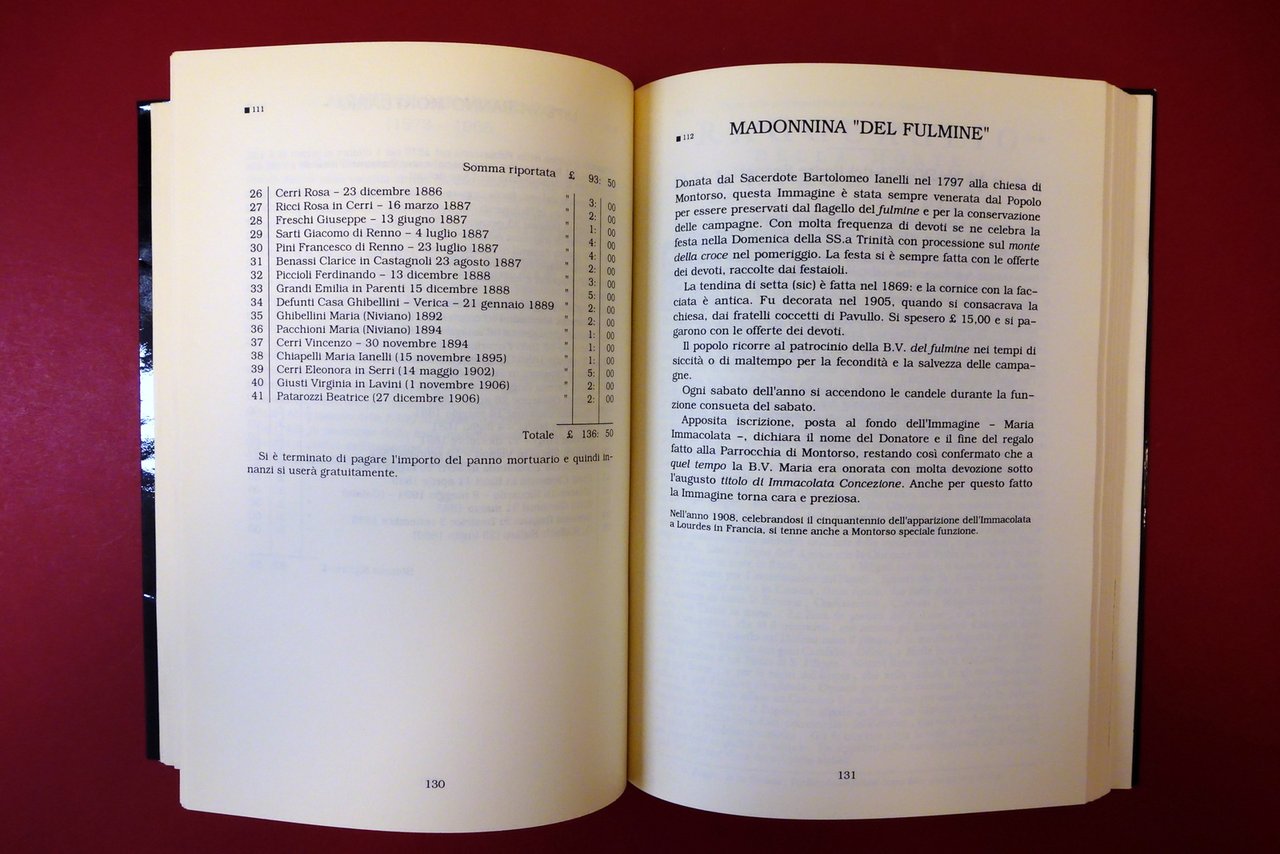 ■ 111
Somma riportata £ 93: 50
26 Cerri Rosa – 23 dicembre 1886 " 3: 00
27 Ricci Rosa in Cerri – 16 marzo 1887 " 2: 00
28 Freschi Giuseppe – 13 giugno 1887 " 1: 00
29 Sarti Giacomo di Renno – 4 luglio 1887 " 4: 00
30 Pini Francesco di Renno – 23 luglio 1887 " 4: 00
31 Benassi Clarice in Castagnoli 23 agosto 1887 " 2: 00
32 Piccioli Ferdinando – 13 dicembre 1888 " 3: 00
33 Grandi Emilia in Parenti 15 dicembre 1888 " 5: 00
34 Defunti Casa Ghibellini – Verica – 21 gennaio 1889 " 2: 00
35 Ghibellini Maria (Niviano) 1892 " 2: 00
36 Pacchioni Maria (Niviano) 1894 " 1: 00
37 Cerri Vincenzo – 30 novembre 1894 " 1: 00
38 Chiapelli Maria Ianelli (15 novembre 1895) " 1: 00
39 Cerri Eleonora in Serri (14 maggio 1902) " 5: 00
40 Giusti Virginia in Lavini (1 novembre 1906) " 2: 00
41 Patarozzi Beatrice (27 dicembre 1906) " 2: 00
Totale £ 136: 50
Si è terminato di pagare l'importo del panno mortuario e quindi in-
nanzi si userà gratuitamente.
130
■ 112 MADONNINA "DEL FULMINE"
Donata dal Sacerdote Bartolomeo Ianelli nel 1797 alla chiesa di
Montorso, questa Immagine è stata sempre venerata dal Popolo
per essere preservati dal flagello del fulmine e per la conservazione
delle campagne. Con molta frequenza di devoti se ne celebra la
festa nella Domenica della SS.a Trinità con processione sul monte
della croce nel pomeriggio. La festa si è sempre fatta con le offerte
dei devoti, raccolte dai festaioli.
La tendina di setta (sic) è fatta nel 1869: e la cornice con la fac-
ciata è antica. Fu decorata nel 1905, quando si consacrava la
chiesa, dai fratelli coccetti di Pavullo. Si spesero £ 15,00 e si pa-
garono con le offerte dei devoti.
Il popolo ricorre al patrocinio della B.V. del fulmine nei tempi di
siccità o di maltempo per la fecondità e la salvezza delle campa-
gne.
Ogni sabato dell'anno si accendono le candele durante la fun-
zione consueta del sabato.
Apposita iscrizione, posta al fondo dell'Immagine – Maria
Immacolata –, dichiara il nome del Donatore e il fine del regalo
fatto alla Parrocchia di Montorso, restando così confermato che a
quel tempo la B.V. Maria era onorata con molta devozione sotto
l'augusto titolo di Immacolata Concezione. Anche per questo fatto
la Immagine torna cara e preziosa.
Nell'anno 1908, celebrandosi il cinquantennio dell'apparizione dell'Immacolata
a Lourdes in Francia, si tenne anche a Montorso speciale funzione.
131